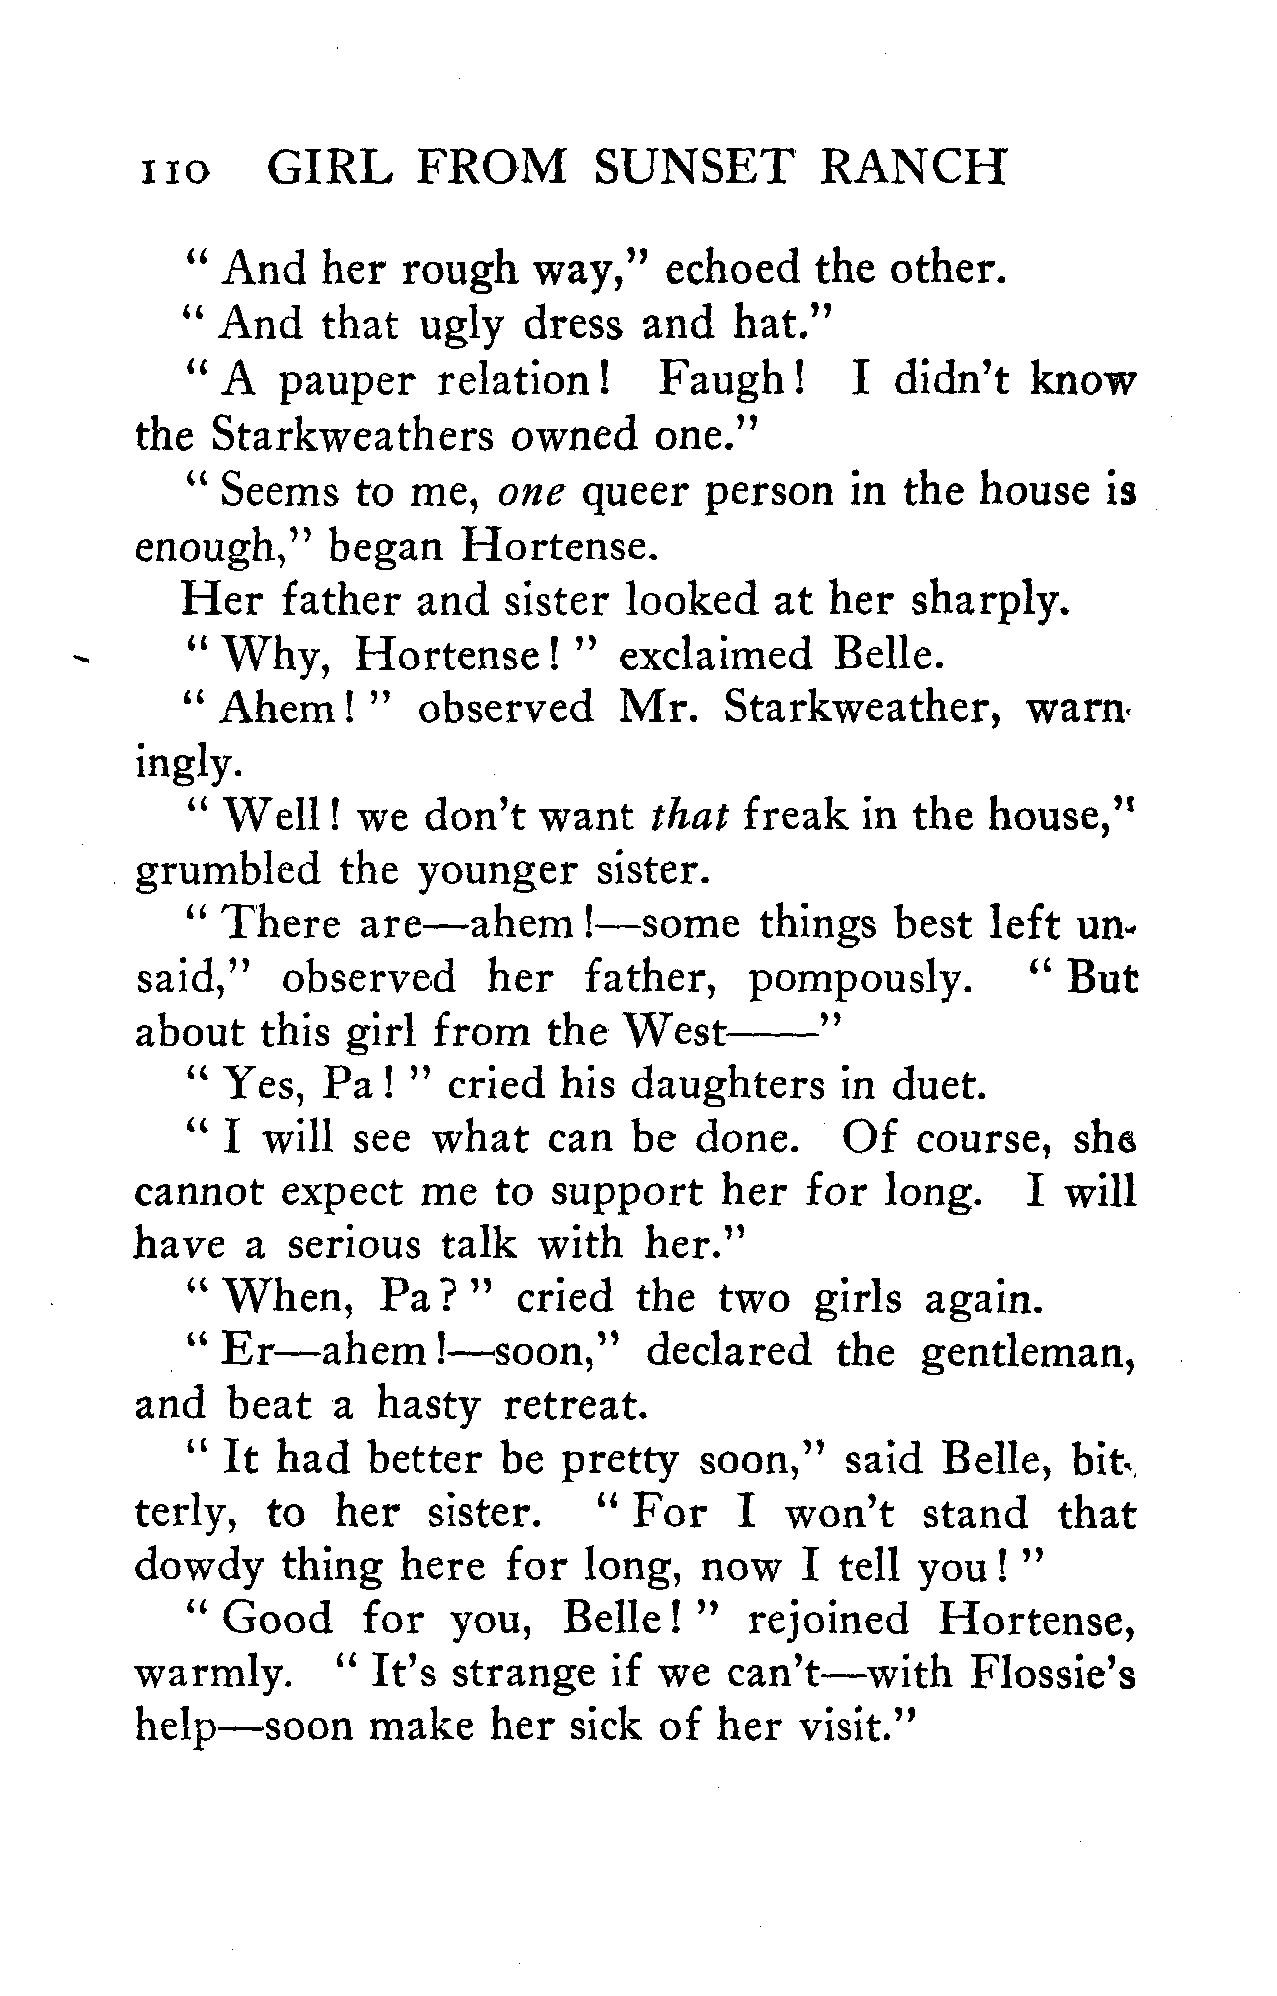 110 GIRL FROM SUNSET RANCH
“ And her rough way,” echoed the other.
“ And that ugly dress and hat.”
“ A pauper relation! Faugh! I didn't know
the Starkweathers owned one.”
“ Seems to me, one queer person in the house is
enough,” began Hortense.
Her father and sister looked at her sharply.
“ Why, Hortense! ” exclaimed Belle.
“ Ahem! ” observed Mr. Starkweather, warn-
ingly.
“ Well! we don't want that freak in the house,”
grumbled the younger sister.
“ There are—ahem!—some things best left un-
said,” observed her father, pompously. “ But
about this girl from the West——”
“ Yes, Pa! ” cried his daughters in duet.
“ I will see what can be done. Of course, she
cannot expect me to support her for long. I will
have a serious talk with her.”
“ When, Pa? ” cried the two girls again.
“ Er—ahem!—soon,” declared the gentleman,
and beat a hasty retreat.
“ It had better be pretty soon,” said Belle, bit-
terly, to her sister. “ For I won't stand that
dowdy thing here for long, now I tell you! ”
“ Good for you, Belle! ” rejoined Hortense,
warmly. “ It's strange if we can't—with Flossie's
help—soon make her sick of her visit.”